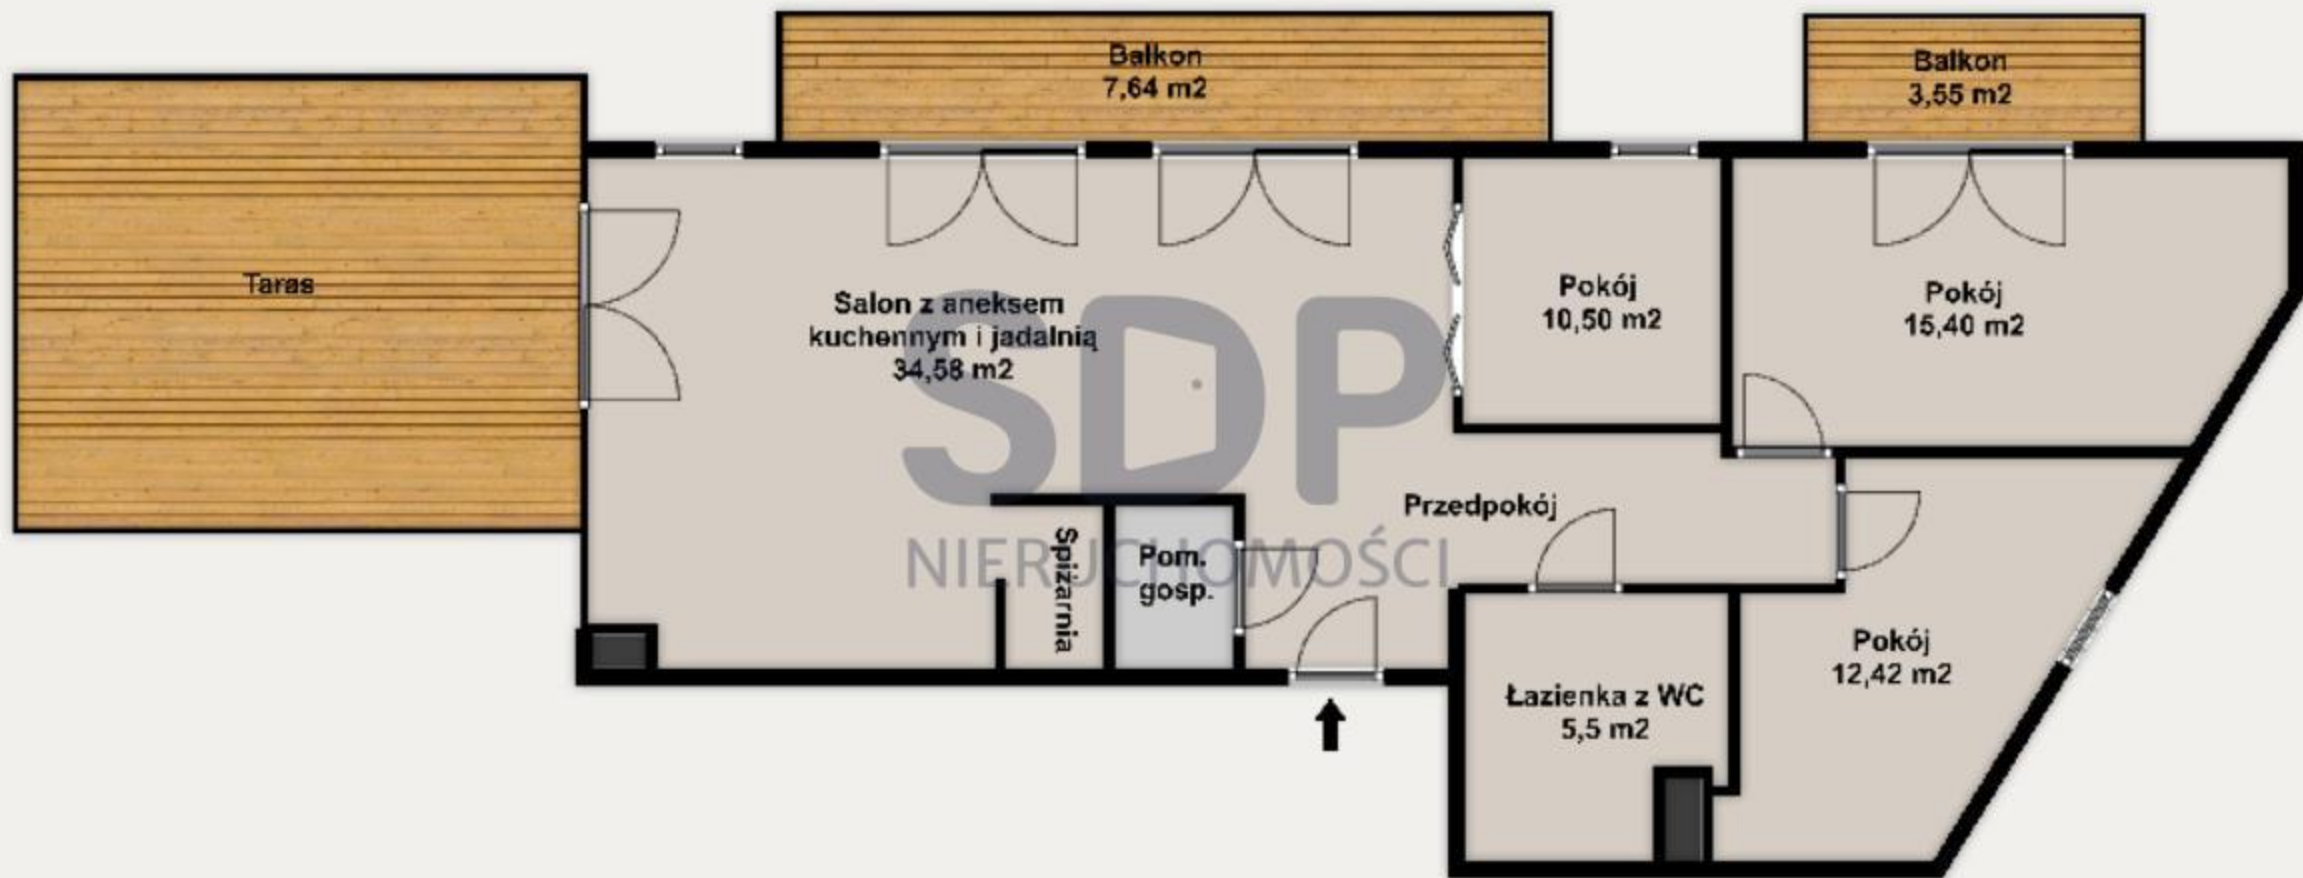 Balkon
7,64 m2
Balkon
3,55 m2
Taras
Salon z aneksem
kuchennym i jadalnią
34,58 m2
Pokój
10,50 m2
Pokój
15,40 m2
SDP
NIERUCHOMOŚCI
Przedpokój
Spiżarnia
Pom.
gosp.
Łazienka z WC
5,5 m2
Pokój
12,42 m2